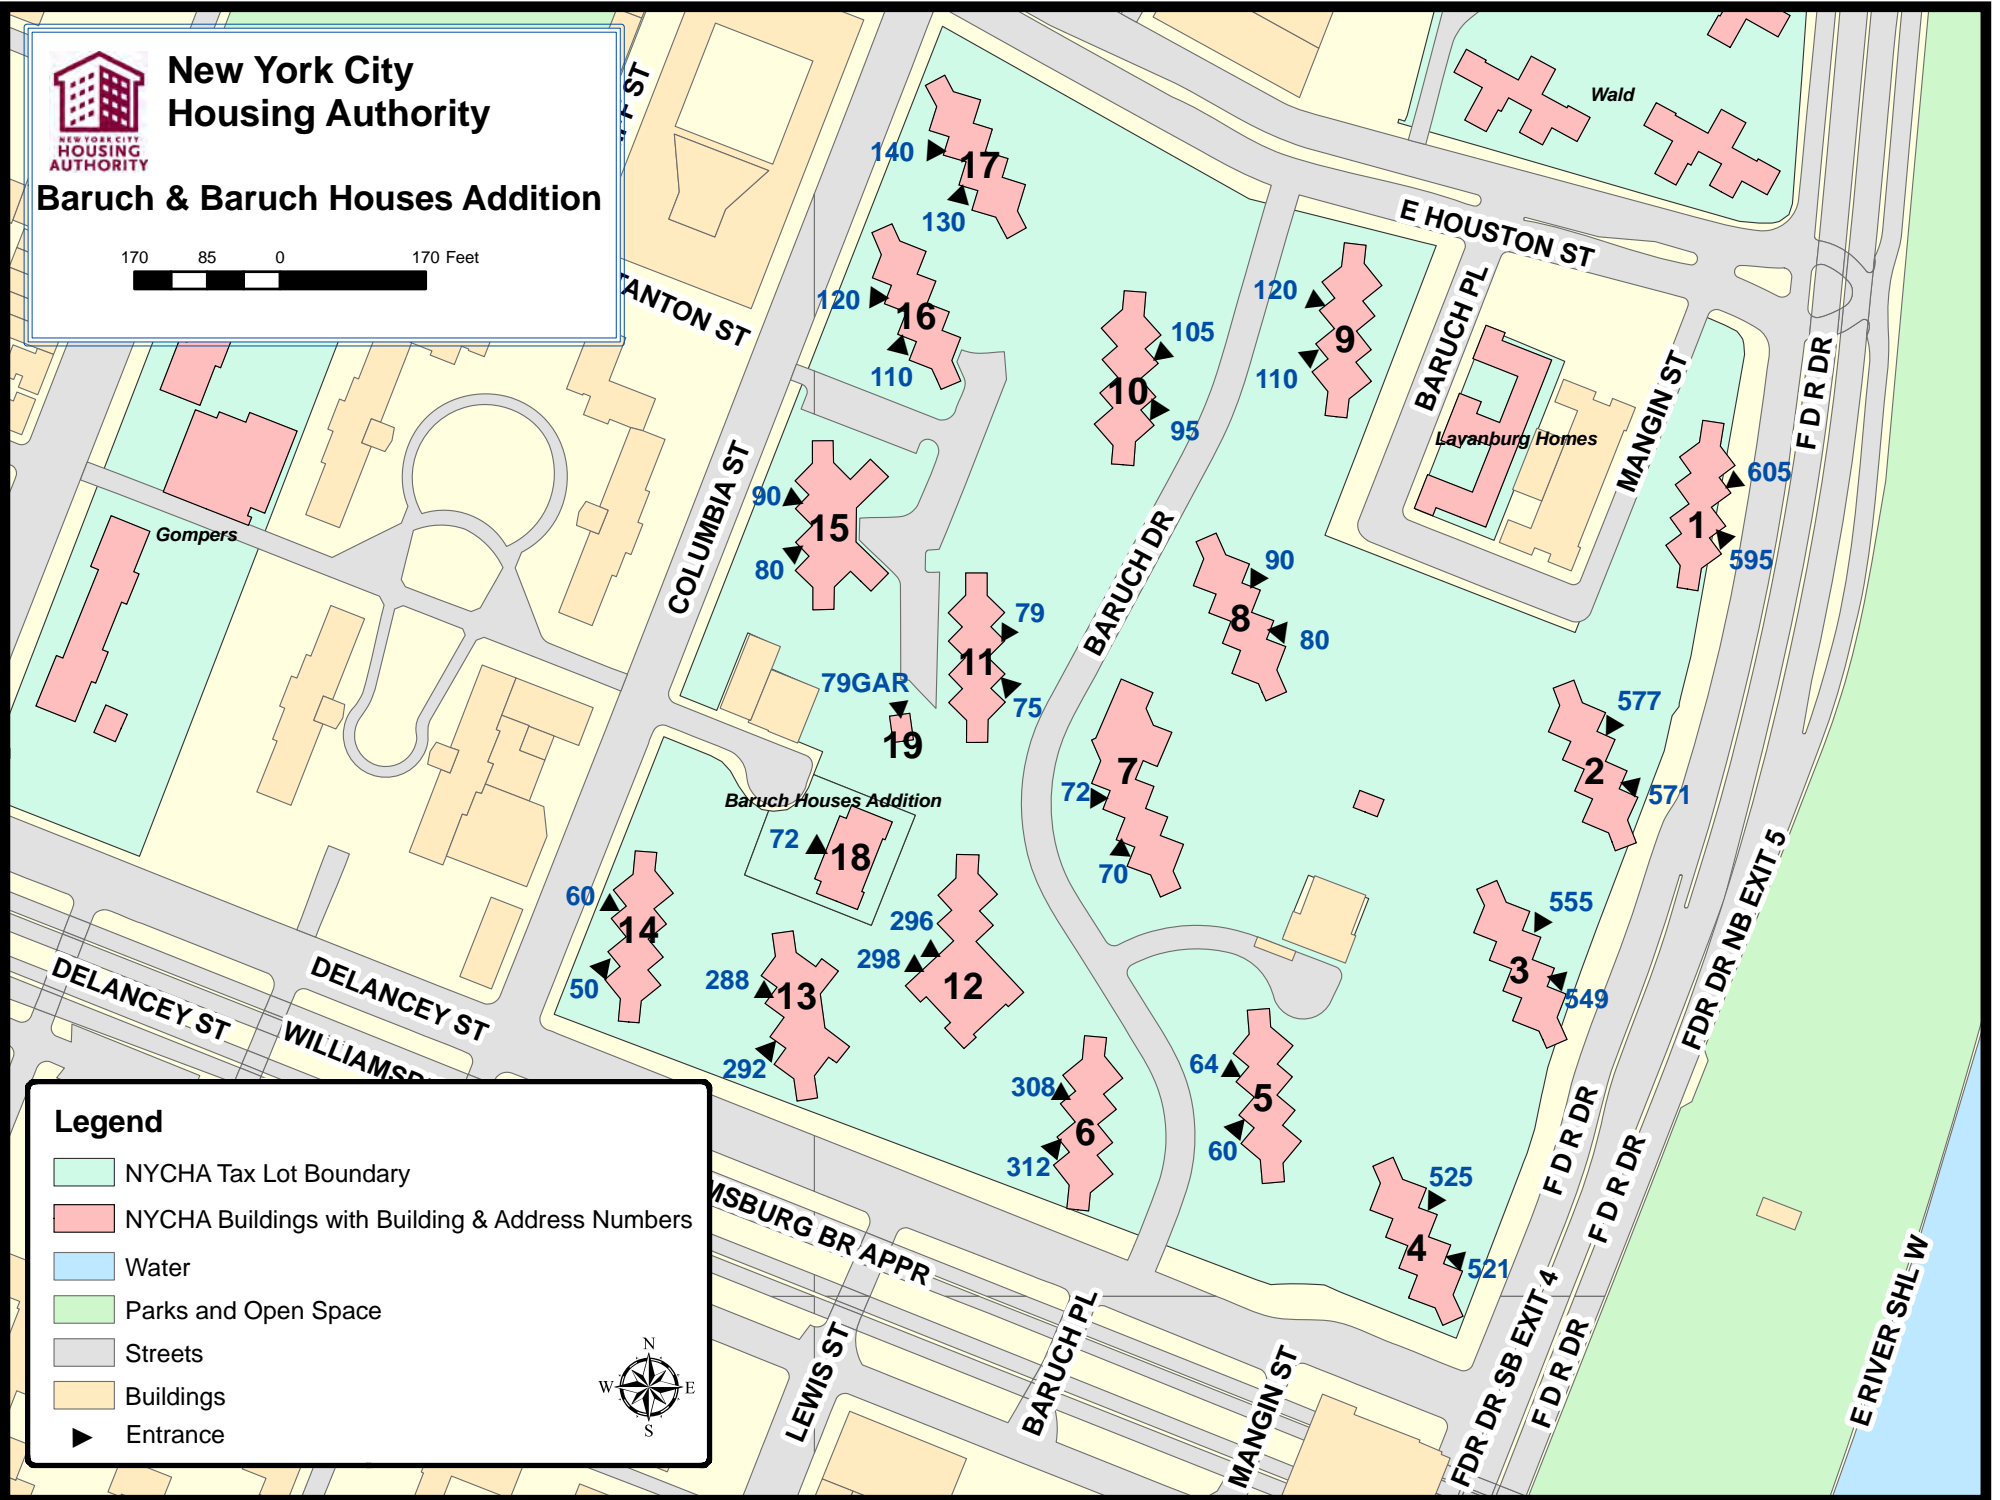 New York City
Housing Authority
NEW YORK CITY
HOUSING
AUTHORITY
Baruch & Baruch Houses Addition
170 85 0 170 Feet
Wald
E HOUSTON ST
BARUCH PL
MANGIN ST
F D R DR
TANTON ST
COLUMBIA ST
BARUCH DR
Lavanburg Homes
Gompers
140
17
130
120
16
110
105
10
95
120
9
110
605
1
595
90
15
80
90
8
80
79
11
75
79GAR
19
577
2
571
7
72
70
Baruch Houses Addition
72
18
60
14
50
296
298
12
288
13
292
555
3
549
64
5
60
308
6
312
525
4
521
DELANCEY ST
DELANCEY ST
WILLIAMSB
MSBURG BR APPR
LEWIS ST
BARUCH PL
MANGIN ST
FDR DR NB EXIT 5
F D R DR
F D R DR
FDR DR SB EXIT 4
F D R DR
E RIVER SHL W
Legend
NYCHA Tax Lot Boundary
NYCHA Buildings with Building & Address Numbers
Water
Parks and Open Space
Streets
Buildings
Entrance
N
W E
S